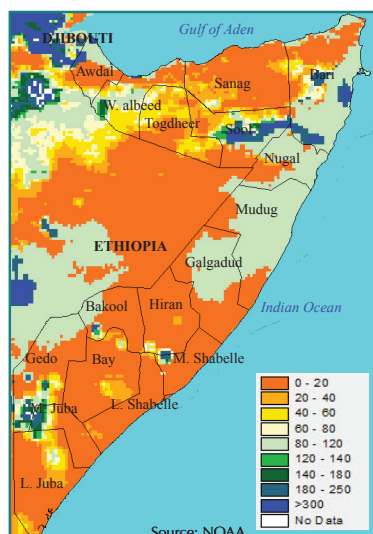 Gulf of Aden
DJIBOUTI
Awdal
Sanag
Bari
W. albeed
Togdheer
Sool
Nugal
Mudug
ETHIOPIA
Galgadud
Indian Ocean
Bakool
Hiran
Gedo
Bay
M. Shabelle
M. Juba
L. Shabelle
L. Juba
0 - 20
20 - 40
40 - 60
60 - 80
80 - 120
120 - 140
140 - 180
180 - 250
>300
No Data
Source: NOAA